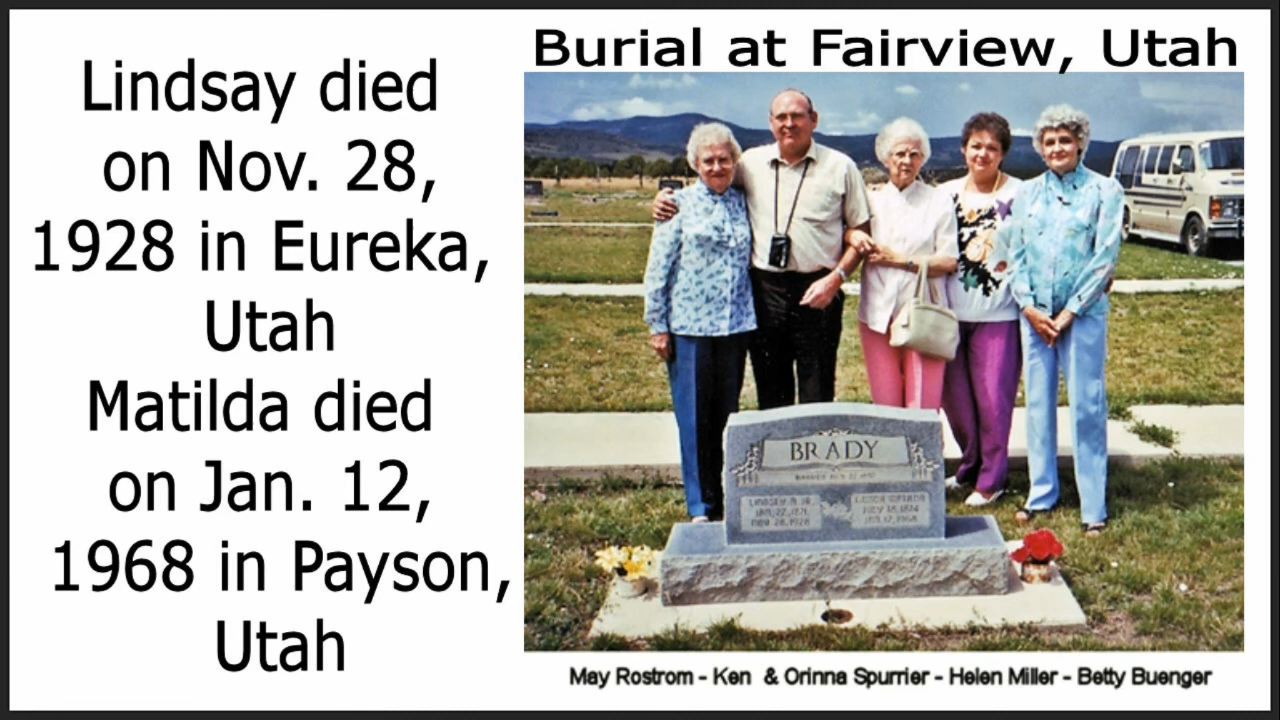 Burial at Fairview, Utah
Lindsay died
on Nov. 28,
1928 in Eureka,
Utah
Matilda died
on Jan. 12,
1968 in Payson,
Utah
BRADY
May Rostrom - Ken & Orinna Spurrier - Helen Miller - Betty Buenger